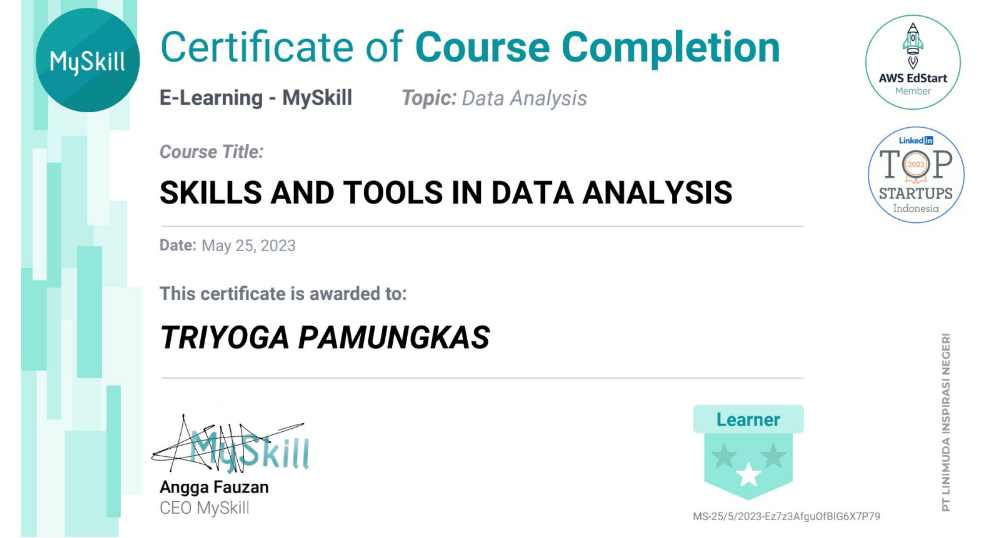 MySkill
Certificate of Course Completion
E-Learning - MySkill Topic: Data Analysis
Course Title:
SKILLS AND TOOLS IN DATA ANALYSIS
Date: May 25, 2023
This certificate is awarded to:
TRIYOGA PAMUNGKAS
MySkill
Angga Fauzan
CEO MySkill
Learner
MS-25/5/2023-Ez7z3AfguOfBIG6X7P79
AWS EdStart
Member
Linked in
TOP
2022
STARTUPS
Indonesia
PT LINIMUDA INSPIRASI NEGERI